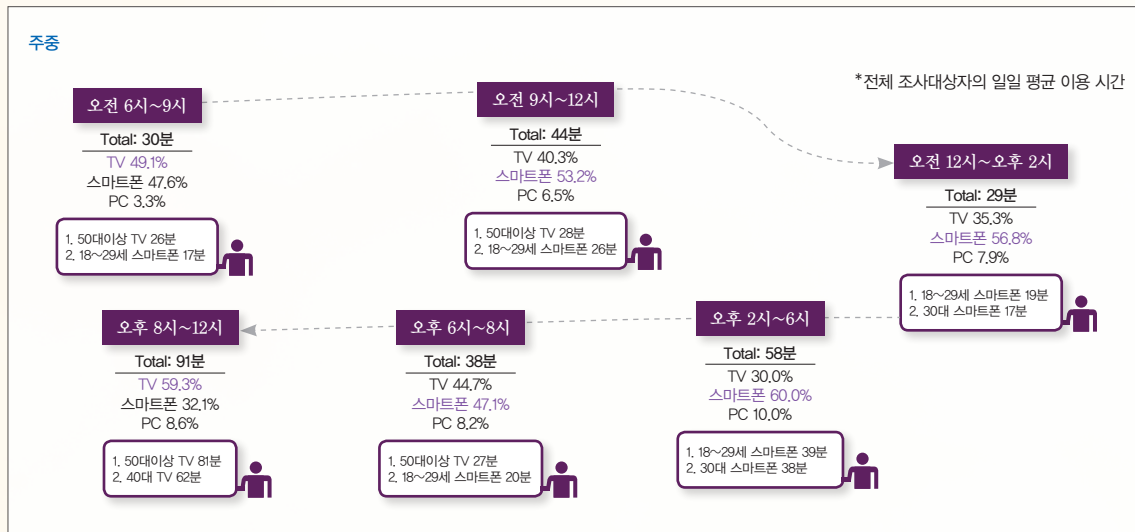 주중
*전체 조사대상자의 일일 평균 이용 시간
오전 6시~9시
Total: 30분
TV 49.1%
스마트폰 47.6%
PC 3.3%
1. 50대이상 TV 26분
2. 18~29세 스마트폰 17분
오전 9시~12시
Total: 44분
TV 40.3%
스마트폰 53.2%
PC 6.5%
1. 50대이상 TV 28분
2. 18~29세 스마트폰 26분
오전 12시~오후 2시
Total: 29분
TV 35.3%
스마트폰 56.8%
PC 7.9%
1. 18~29세 스마트폰 19분
2. 30대 스마트폰 17분
오후 2시~6시
Total: 58분
TV 30.0%
스마트폰 60.0%
PC 10.0%
1. 18~29세 스마트폰 39분
2. 30대 스마트폰 38분
오후 6시~8시
Total: 38분
TV 44.7%
스마트폰 47.1%
PC 8.2%
1. 50대이상 TV 27분
2. 18~29세 스마트폰 20분
오후 8시~12시
Total: 91분
TV 59.3%
스마트폰 32.1%
PC 8.6%
1. 50대이상 TV 81분
2. 40대 TV 62분